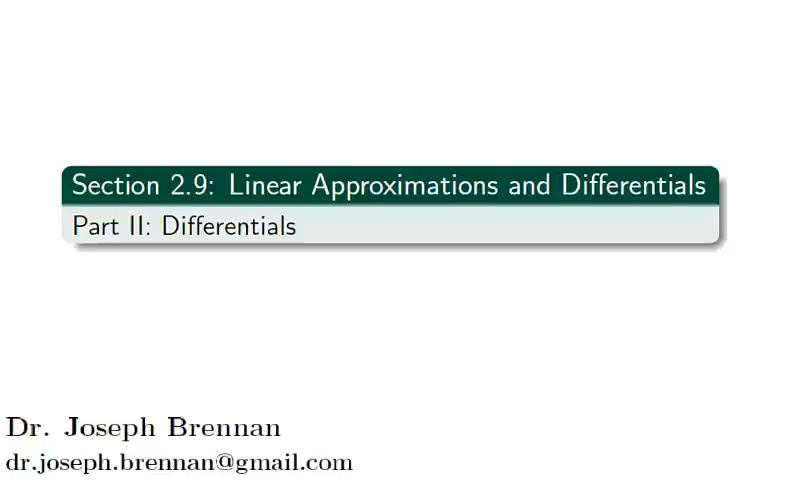 Section 2.9: Linear Approximations and Differentials
Part II: Differentials
Dr. Joseph Brennan
dr.joseph.brennan@gmail.com